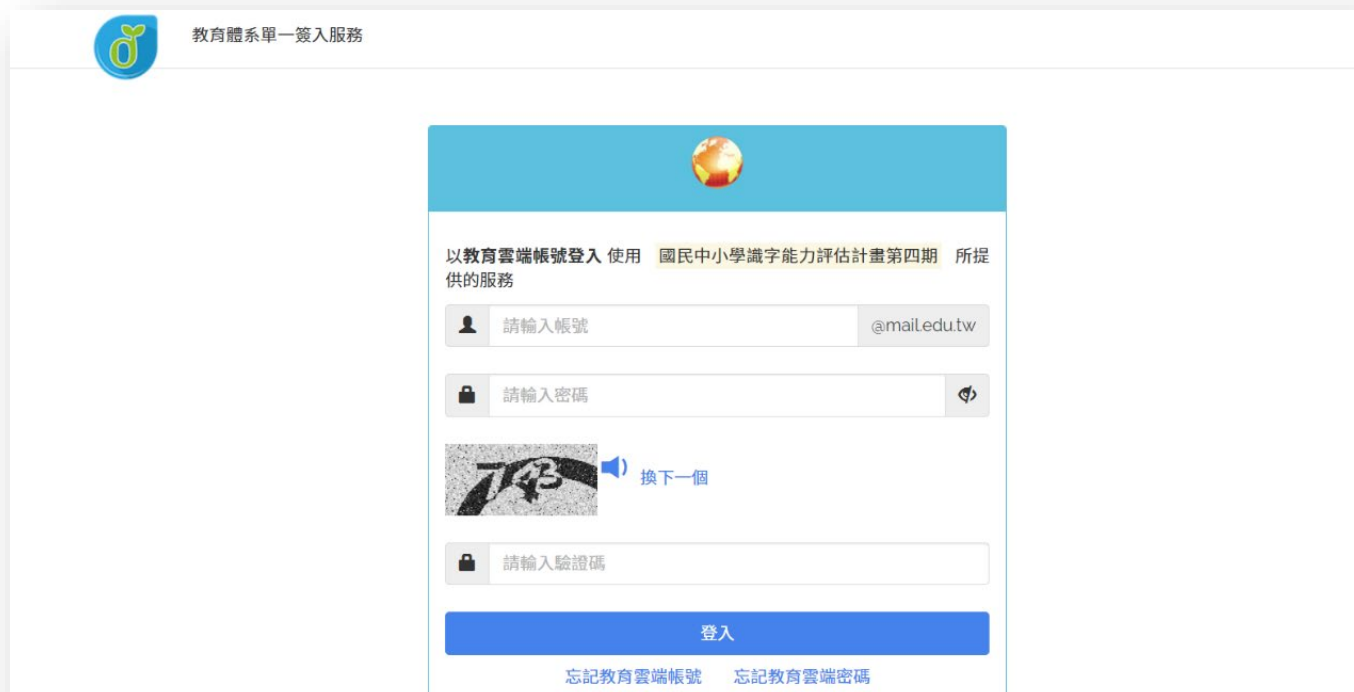 教育體系單一簽入服務
以教育雲端帳號登入 使用 國民中小學識字能力評估計畫第四期 所提
供的服務
請輸入帳號 @mail.edu.tw
請輸入密碼
換下一個
請輸入驗證碼
登入
忘記教育雲端帳號 忘記教育雲端密碼